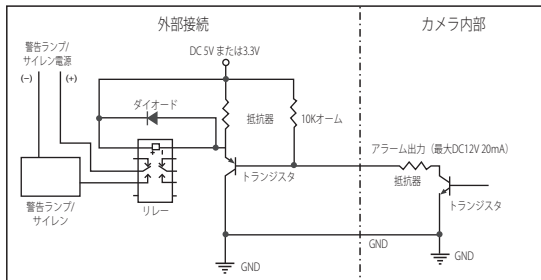 外部接続
カメラ内部
警告ランプ/
サイレン電源
(−)
(+)
DC 5V または3.3V
ダイオード
抵抗器
10Kオーム
アラーム出力（最大DC12V 20mA）
抵抗器
トランジスタ
トランジスタ
リレー
警告ランプ/
サイレン
GND
GND
GND